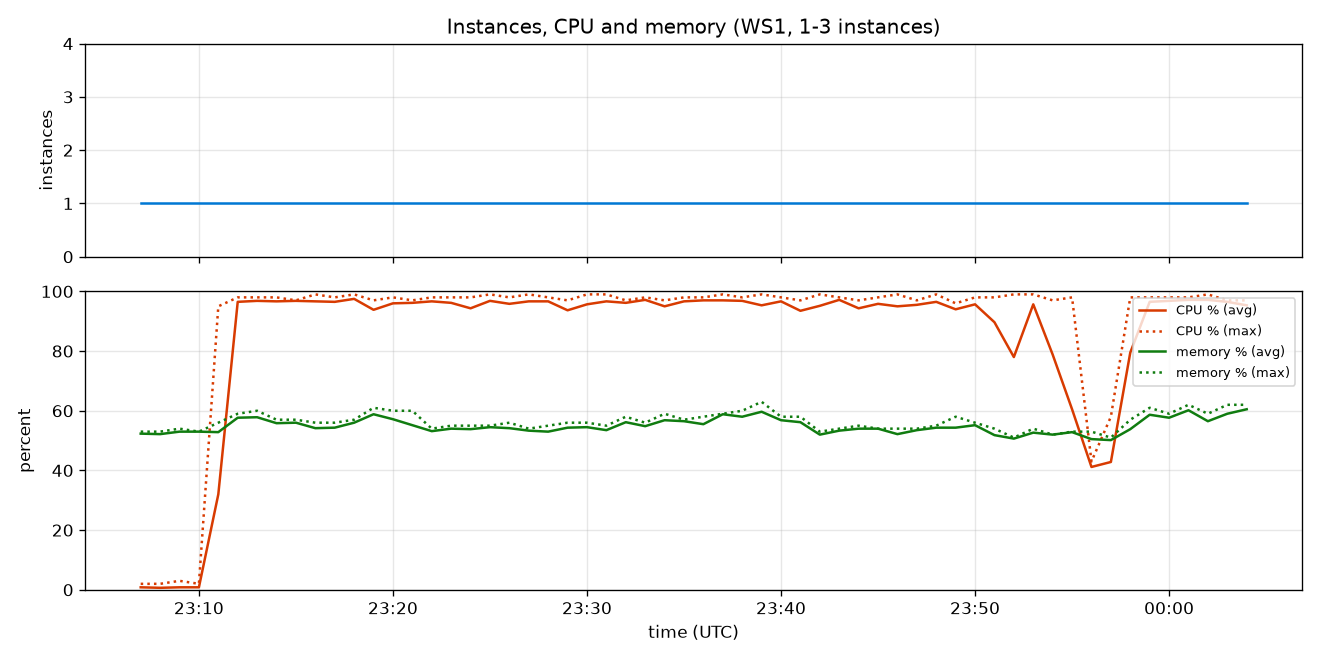 Instances, CPU and memory (WS1, 1-3 instances)
4
3
2
1
0
instances
100
80
60
40
20
0
percent
CPU % (avg)
CPU % (max)
memory % (avg)
memory % (max)
23:10 23:20 23:30 23:40 23:50 00:00
time (UTC)